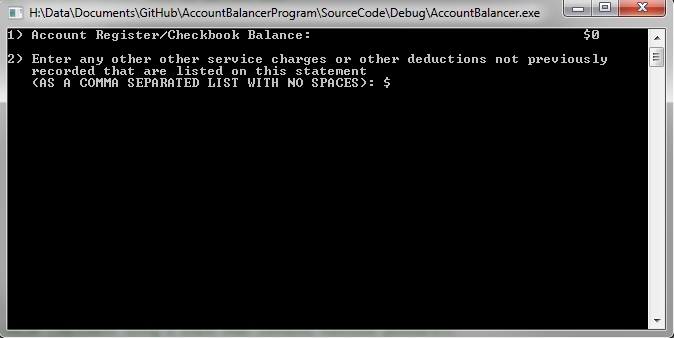 H:\Data\Documents\GitHub\AccountBalancerProgram\SourceCode\Debug\AccountBalancer.exe
1) Account Register/Checkbook Balance: $0
2) Enter any other other service charges or other deductions not previously
recorded that are listed on this statement
(AS A COMMA SEPARATED LIST WITH NO SPACES): $